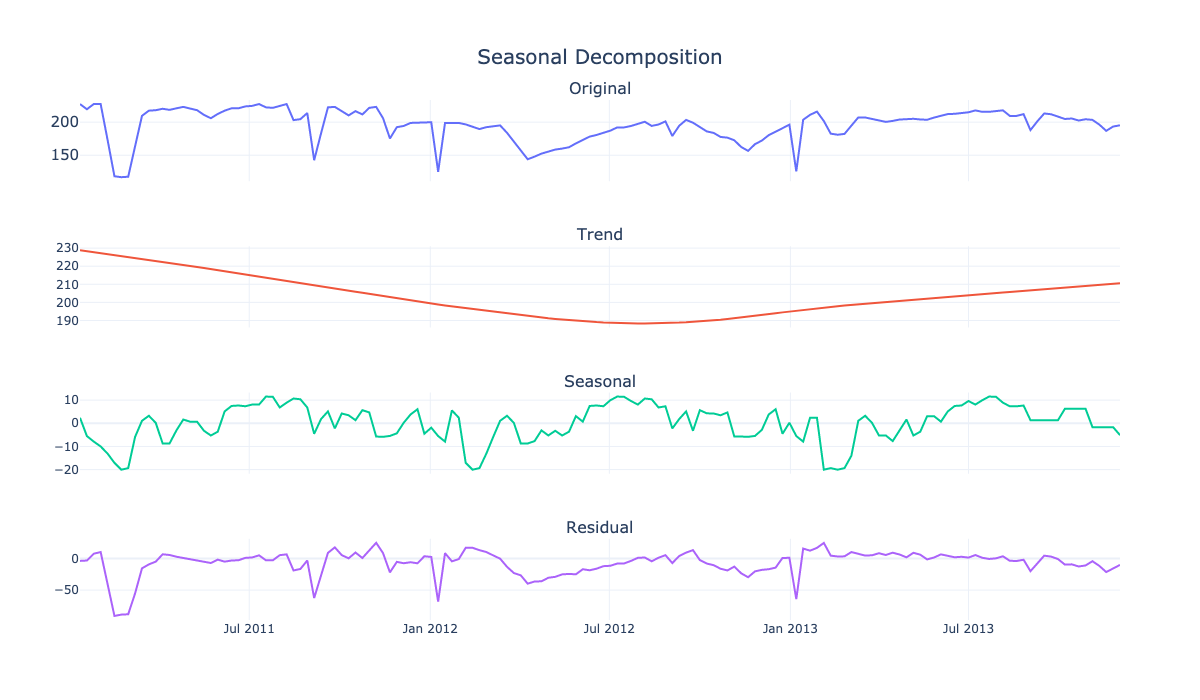 Seasonal Decomposition
Original
200
150
Trend
230
220
210
200
190
Seasonal
10
0
−10
−20
Residual
0
−50
Jul 2011 Jan 2012 Jul 2012 Jan 2013 Jul 2013